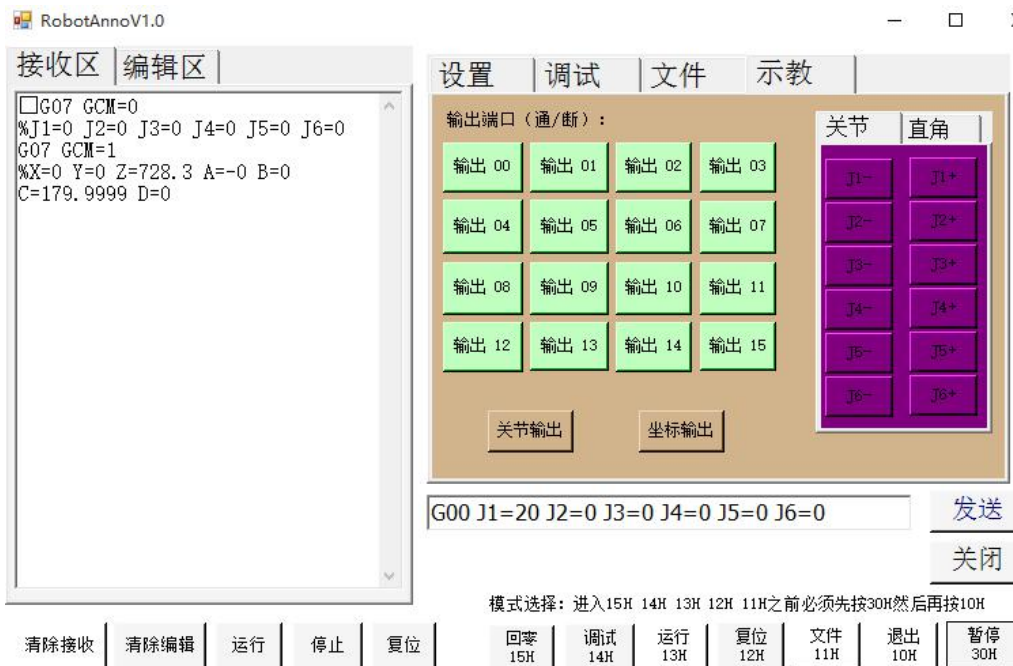 RobotAnnoV1.0
接收区 编辑区
□G07 GCM=0
%J1=0 J2=0 J3=0 J4=0 J5=0 J6=0
G07 GCM=1
%X=0 Y=0 Z=728.3 A=-0 B=0
C=179.9999 D=0
设置 调试 文件 示教
输出端口（通/断）：
输出 00 输出 01 输出 02 输出 03
输出 04 输出 05 输出 06 输出 07
输出 08 输出 09 输出 10 输出 11
输出 12 输出 13 输出 14 输出 15
关节输出 坐标输出
关节 直角
J1- J1+
J2- J2+
J3- J3+
J4- J4+
J5- J5+
J6- J6+
G00 J1=20 J2=0 J3=0 J4=0 J5=0 J6=0
发送
关闭
模式选择：进入15H 14H 13H 12H 11H之前必须先按30H然后再按10H
清除接收 清除编辑 运行 停止 复位
回零 调试 运行 复位 文件 退出 暂停
15H 14H 13H 12H 11H 10H 30H